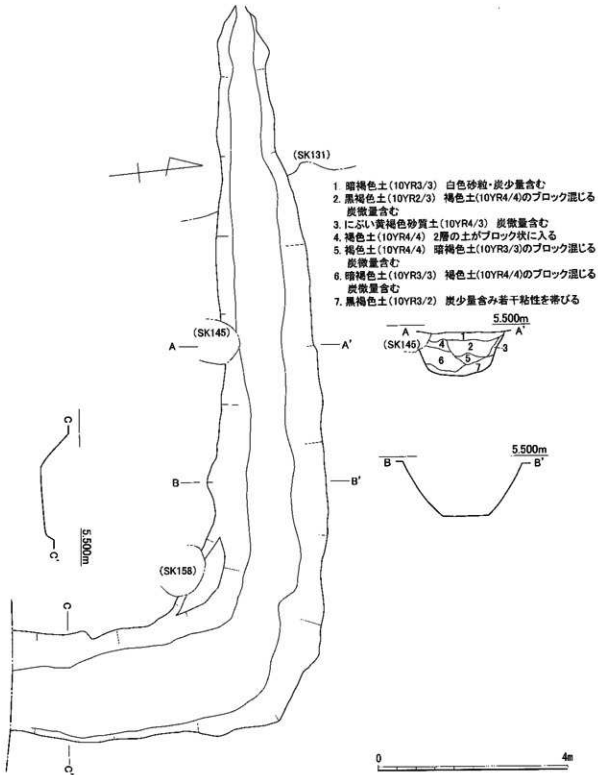 (SK131)
1. 暗褐色土(10YR3/3) 白色砂粒・炭少量含む
2. 黒褐色土(10YR2/3) 褐色土(10YR4/4)のブロック混じる
炭微量含む
3. にぶい黄褐色砂質土(10YR4/3) 炭微量含む
4. 褐色土(10YR4/4) 2層の土がブロック状に入る
5. 褐色土(10YR4/4) 暗褐色土(10YR3/3)のブロック混じる
炭微量含む
6. 暗褐色土(10YR3/3) 褐色土(10YR4/4)のブロック混じる
炭微量含む
7. 黒褐色土(10YR3/2) 炭少量含み若干粘性を帯びる
5.500m
A A'
(SK145)
1
4 2 3
6 5
7
(SK145)
A A'
5.500m
B B'
B B'
C
5.500m
C'
(SK158)
C
C'
0 4m